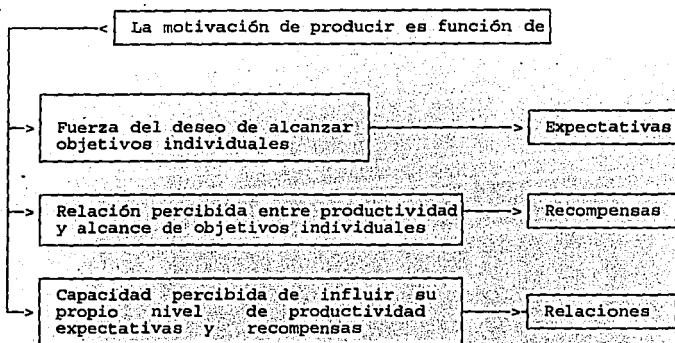 La motivación de producir es función de
Fuerza del deseo de alcanzar
objetivos individuales
Expectativas
Relación percibida entre productividad
y alcance de objetivos individuales
Recompensas
Capacidad percibida de influir su
propio nivel de productividad
expectativas y recompensas
Relaciones